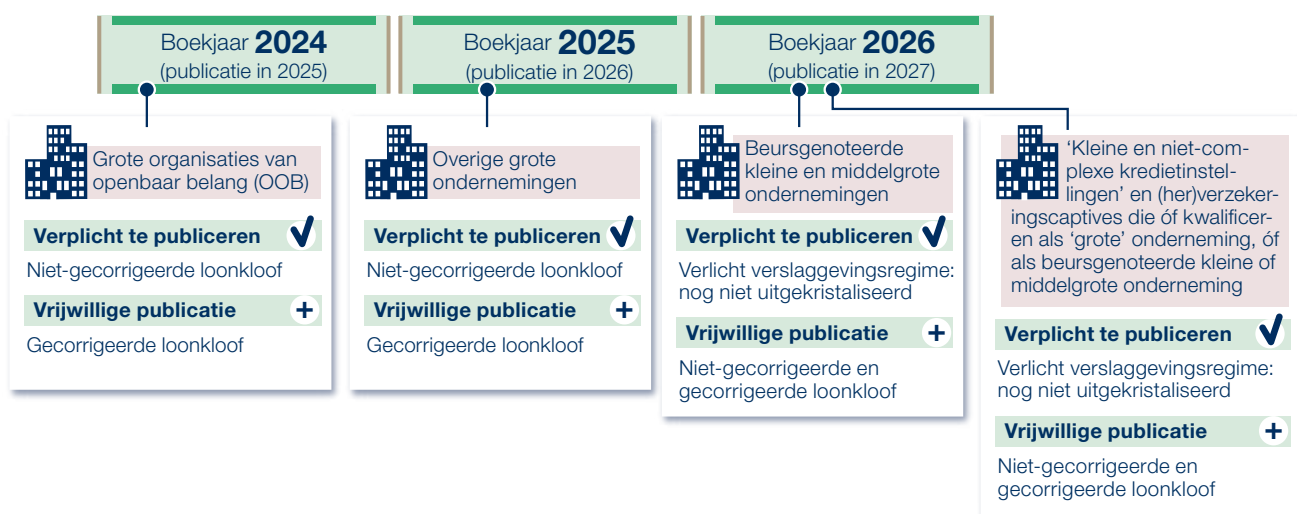 Boekjaar 2024
(publicatie in 2025)
Boekjaar 2025
(publicatie in 2026)
Boekjaar 2026
(publicatie in 2027)
Grote organisaties van
openbaar belang (OOB)
Verplicht te publiceren
Niet-gecorrigeerde loonkloof
Vrijwillige publicatie +
Gecorrigeerde loonkloof
Overige grote
ondernemingen
Verplicht te publiceren
Niet-gecorrigeerde loonkloof
Vrijwillige publicatie +
Gecorrigeerde loonkloof
Beursgenoteerde
kleine en middelgrote
ondernemingen
Verplicht te publiceren
Verlicht verslaggevingsregime:
nog niet uitgekristaliseerd
Vrijwillige publicatie +
Niet-gecorrigeerde en
gecorrigeerde loonkloof
‘Kleine en niet-com-
plexe kredietinstel-
lingen’ en (her)verzeker-
ingscaptives die óf kwalificer-
en als ‘grote’ onderneming, óf
als beursgenoteerde kleine of
middelgrote onderneming
Verplicht te publiceren
Verlicht verslaggevingsregime:
nog niet uitgekristaliseerd
Vrijwillige publicatie +
Niet-gecorrigeerde en
gecorrigeerde loonkloof